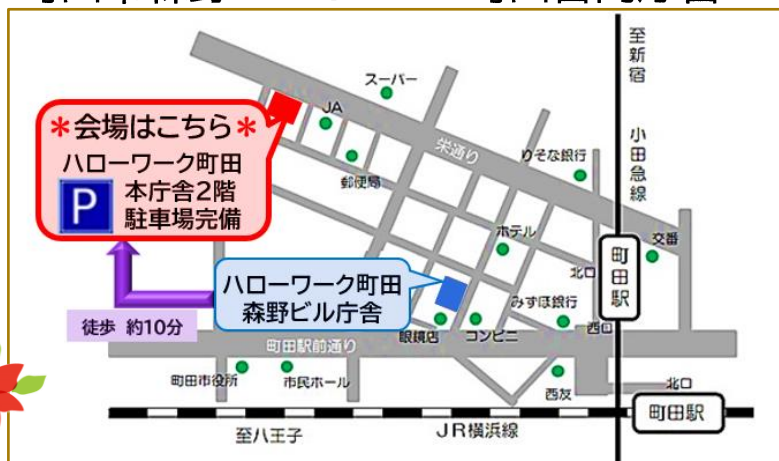 至新宿
小田急線
スーパー
JA
＊会場はこちら＊
ハローワーク町田
P
本庁舎2階
駐車場完備
郵便局
栄通り
りそな銀行
ホテル
交番
北口
町田駅
ハローワーク町田
森野ビル庁舎
みずほ銀行
徒歩 約10分
眼鏡店
コンビニ
西口
町田駅前通り
町田市役所
市民ホール
西友
北口
町田駅
至八王子
JR横浜線